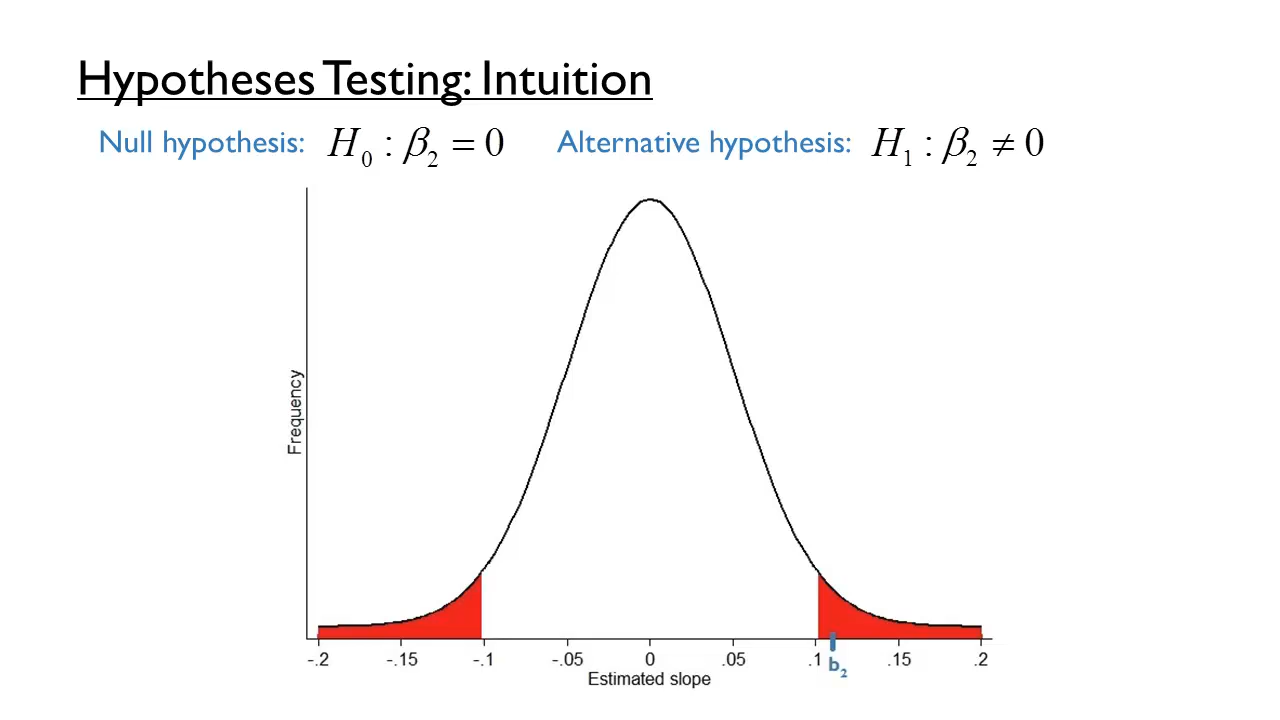 Hypotheses Testing: Intuition
Null hypothesis: H₀ : β₂ = 0 Alternative hypothesis: H₁ : β₂ ≠ 0
Frequency
-.2 -.15 -.1 -.05 0 .05 .1 .15 .2
b₂
Estimated slope